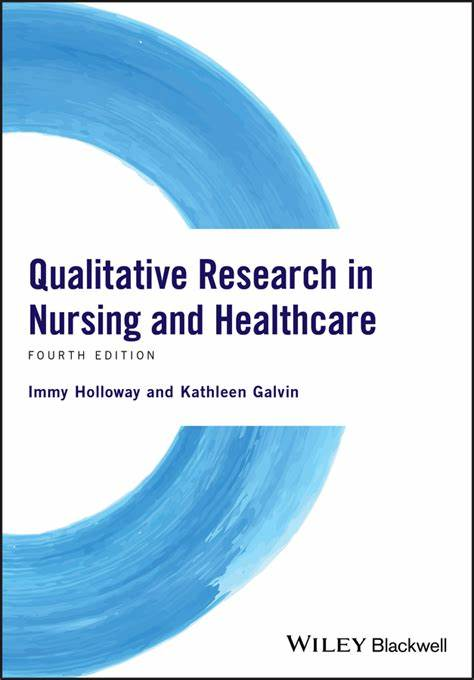 Qualitative Research in
Nursing and Healthcare
FOURTH EDITION
Immy Holloway and Kathleen Galvin
WILEY Blackwell